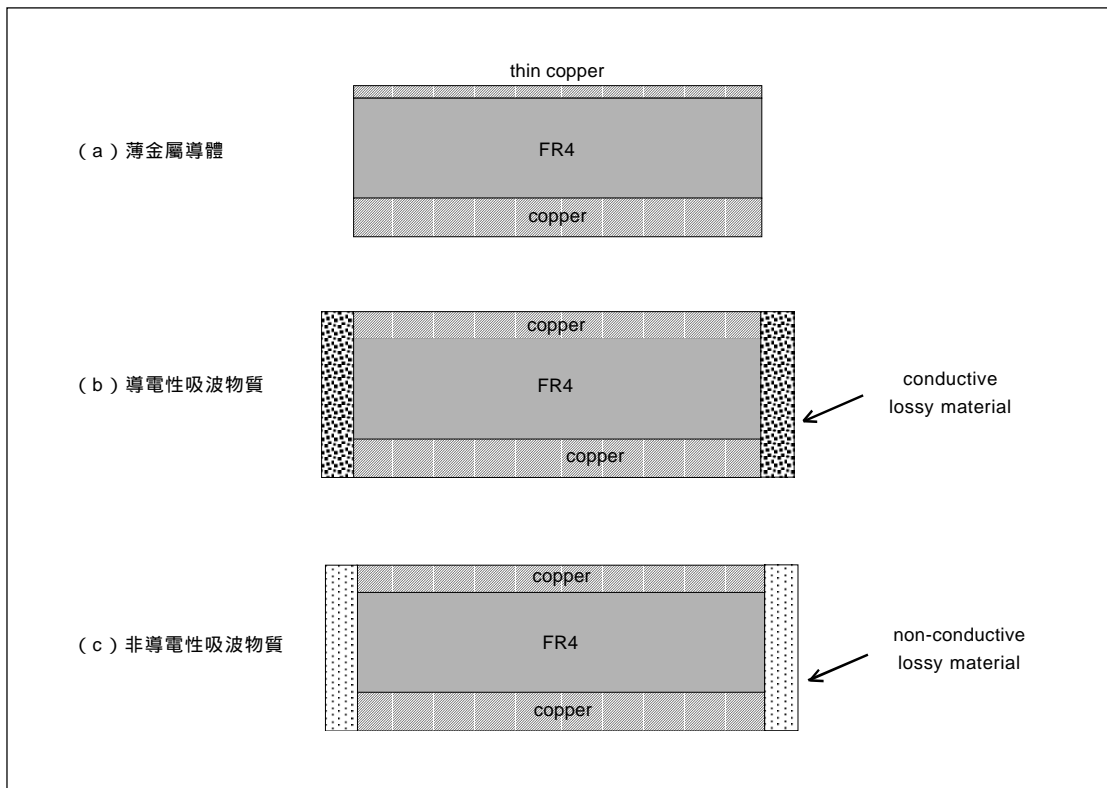 thin copper
(a)薄金屬導體
FR4
copper
copper
(b)導電性吸波物質
FR4
conductive
lossy material
copper
copper
(c)非導電性吸波物質
FR4
non-conductive
lossy material
copper